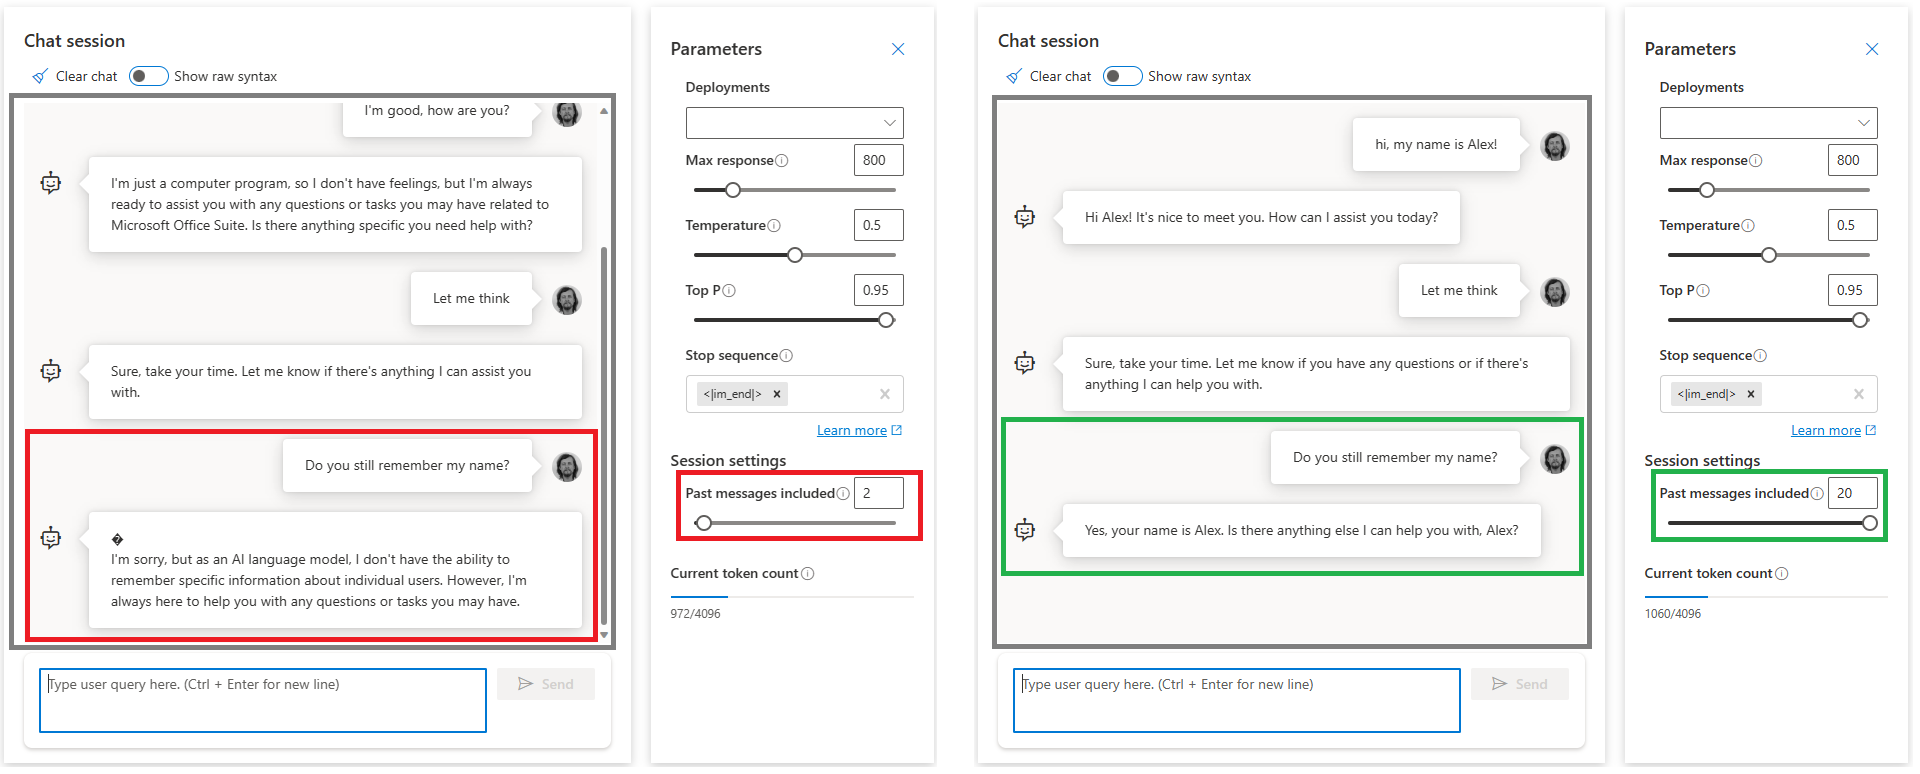 Chat session
Clear chat
Show raw syntax
I'm good, how are you?
I'm just a computer program, so I don't have feelings, but I'm always
ready to assist you with any questions or tasks you may have related to
Microsoft Office Suite. Is there anything specific you need help with?
Let me think
Sure, take your time. Let me know if there's anything I can assist you
with.
Do you still remember my name?
�
I'm sorry, but as an AI language model, I don't have the ability to
remember specific information about individual users. However, I'm
always here to help you with any questions or tasks you may have.
Type user query here. (Ctrl + Enter for new line)
Send
Parameters
Deployments
Max response
800
Temperature
0.5
Top P
0.95
Stop sequence
<|im_end|>
Learn more
Session settings
Past messages included
2
Current token count
972/4096
Chat session
Clear chat
Show raw syntax
hi, my name is Alex!
Hi Alex! It's nice to meet you. How can I assist you today?
Let me think
Sure, take your time. Let me know if you have any questions or if there's
anything I can help you with.
Do you still remember my name?
Yes, your name is Alex. Is there anything else I can help you with, Alex?
Type user query here. (Ctrl + Enter for new line)
Send
Parameters
Deployments
Max response
800
Temperature
0.5
Top P
0.95
Stop sequence
<|im_end|>
Learn more
Session settings
Past messages included
20
Current token count
1060/4096